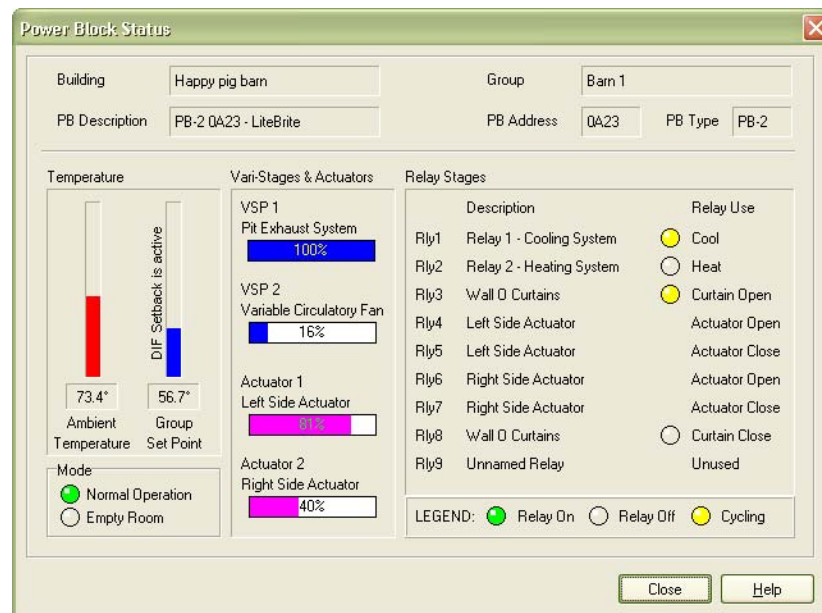 Power Block Status
Building Happy pig barn Group Barn 1
PB Description PB-2 0A23 - LiteBrite PB Address 0A23 PB Type PB-2
Temperature
DIF Setback is active
73.4° 56.7°
Ambient Temperature
Group Set Point
Mode
Normal Operation
Empty Room
Vari-Stages & Actuators
VSP 1
Pit Exhaust System
100%
VSP 2
Variable Circulatory Fan
16%
Actuator 1
Left Side Actuator
81%
Actuator 2
Right Side Actuator
40%
Relay Stages
Description Relay Use
Rly1 Relay 1 - Cooling System Cool
Rly2 Relay 2 - Heating System Heat
Rly3 Wall O Curtains Curtain Open
Rly4 Left Side Actuator Actuator Open
Rly5 Left Side Actuator Actuator Close
Rly6 Right Side Actuator Actuator Open
Rly7 Right Side Actuator Actuator Close
Rly8 Wall O Curtains Curtain Close
Rly9 Unnamed Relay Unused
LEGEND: Relay On Relay Off Cycling
Close Help